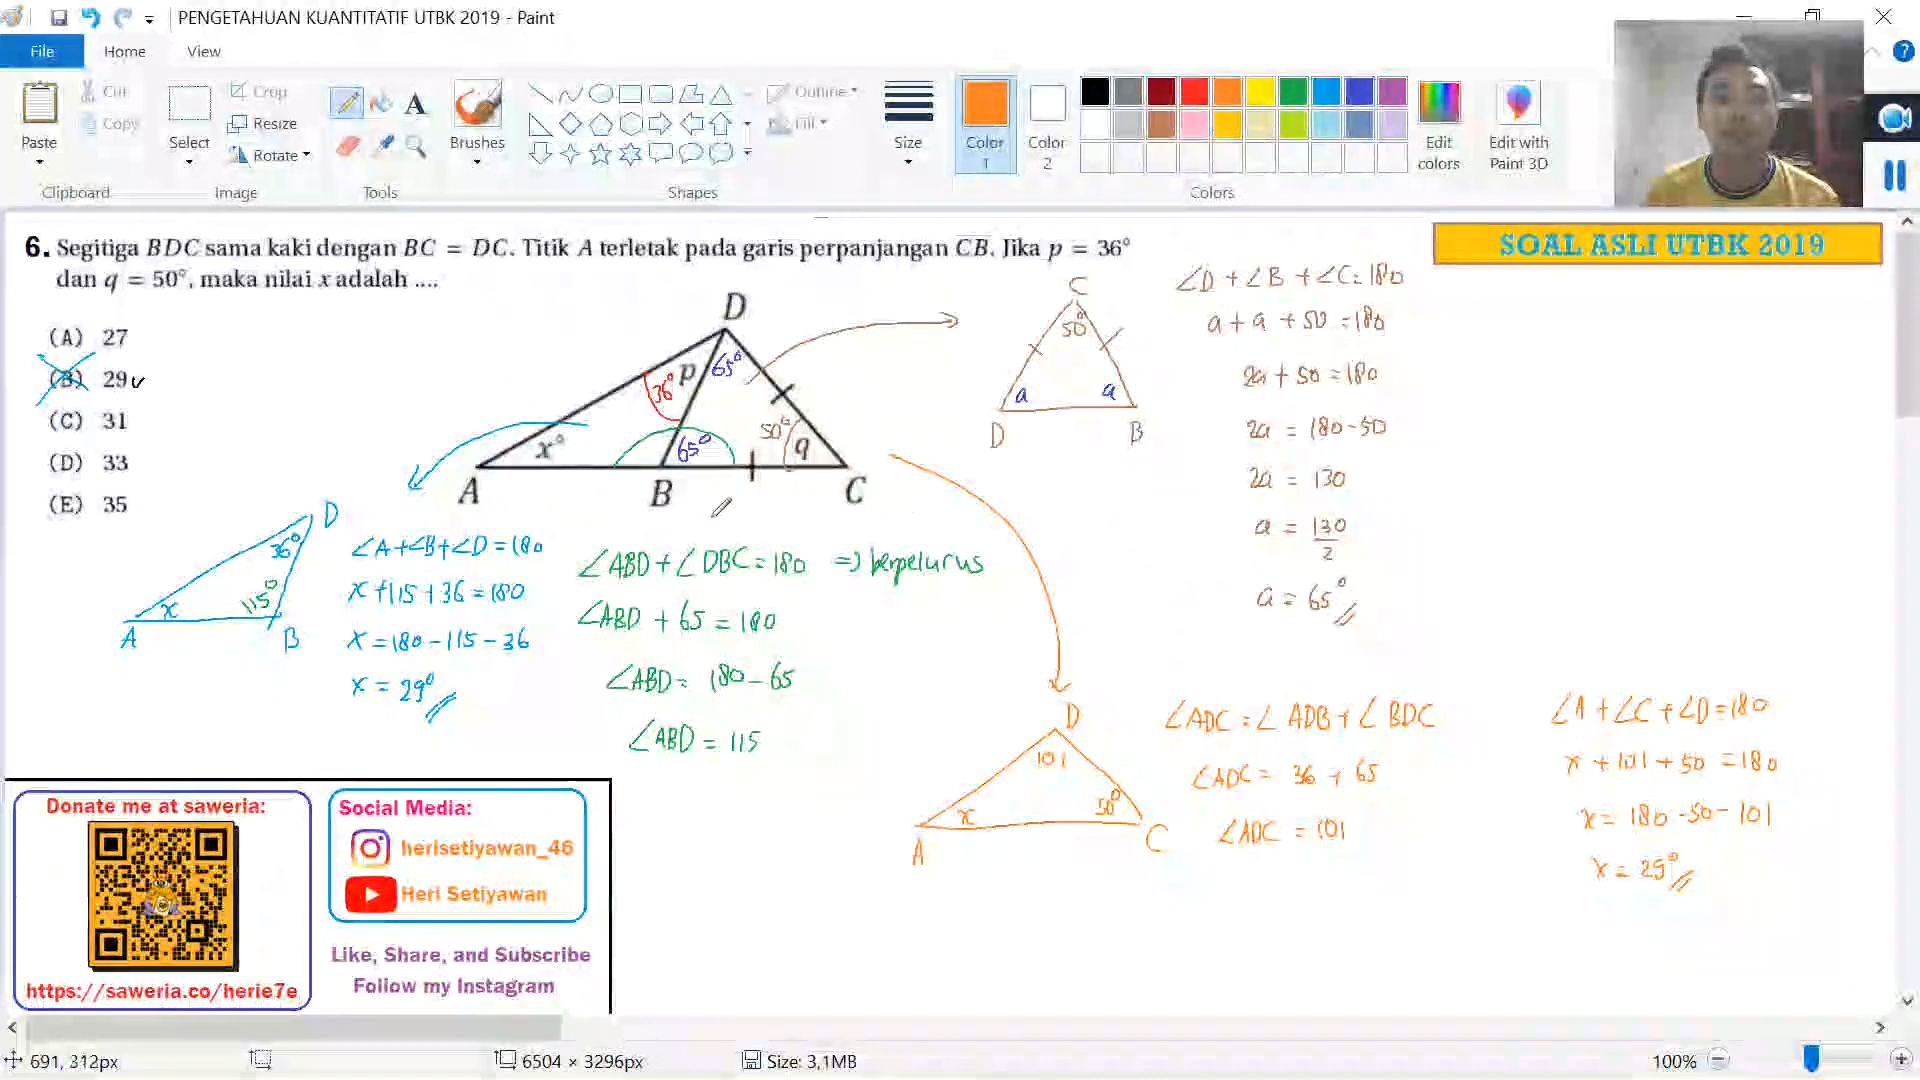 PENGETAHUAN KUANTITATIF UTBK 2019 - Paint
File Home View
Paste
Cut
Copy
Clipboard
Select
Crop
Resize
Rotate
Image
A
Tools
Brushes
Shapes
Outline
Fill
Size
Color 1
Color 2
Colors
Edit colors
Edit with Paint 3D
SOAL ASLI UTBK 2019
6. Segitiga BDC sama kaki dengan BC = DC. Titik A terletak pada garis perpanjangan CB. Jika p = 36°
dan q = 50°, maka nilai x adalah ....
(A) 27
(B) 29
(C) 31
(D) 33
(E) 35
D
p
36°
65°
x°
65°
50°
q
A B C
C
50°
a a
D B
∠D + ∠B + ∠C = 180
a + a + 50 = 180
2a + 50 = 180
2a = 180 - 50
2a = 130
a = 130/2
a = 65°
D
36°
115°
x
A B
∠A + ∠B + ∠D = 180
x + 115 + 36 = 180
x = 180 - 115 - 36
x = 29°
∠ABD + ∠DBC = 180 => berpelurus
∠ABD + 65 = 180
∠ABD = 180 - 65
∠ABD = 115
D
101
x 50°
A C
∠ADC = ∠ADB + ∠BDC
∠ADC = 36 + 65
∠ADC = 101
∠A + ∠C + ∠D = 180
x + 101 + 50 = 180
x = 180 - 50 - 101
x = 29°
Donate me at saweria:
https://saweria.co/herie7e
Social Media:
herisetiyawan_46
Heri Setiyawan
Like, Share, and Subscribe
Follow my Instagram
691, 312px
6504 × 3296px
Size: 3,1MB
100%